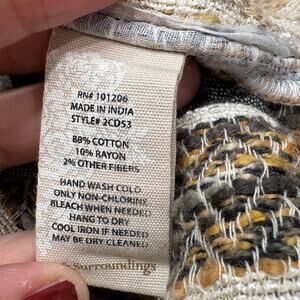 RN# 101206
MADE IN INDIA
STYLE# 2CD53
88% COTTON
10% RAYON
2% OTHER FIBERS
HAND WASH COLD
ONLY NON-CHLORINE
BLEACH WHEN NEEDED
HANG TO DRY
COOL IRON IF NEEDED
MAY BE DRY CLEANED
surroundings